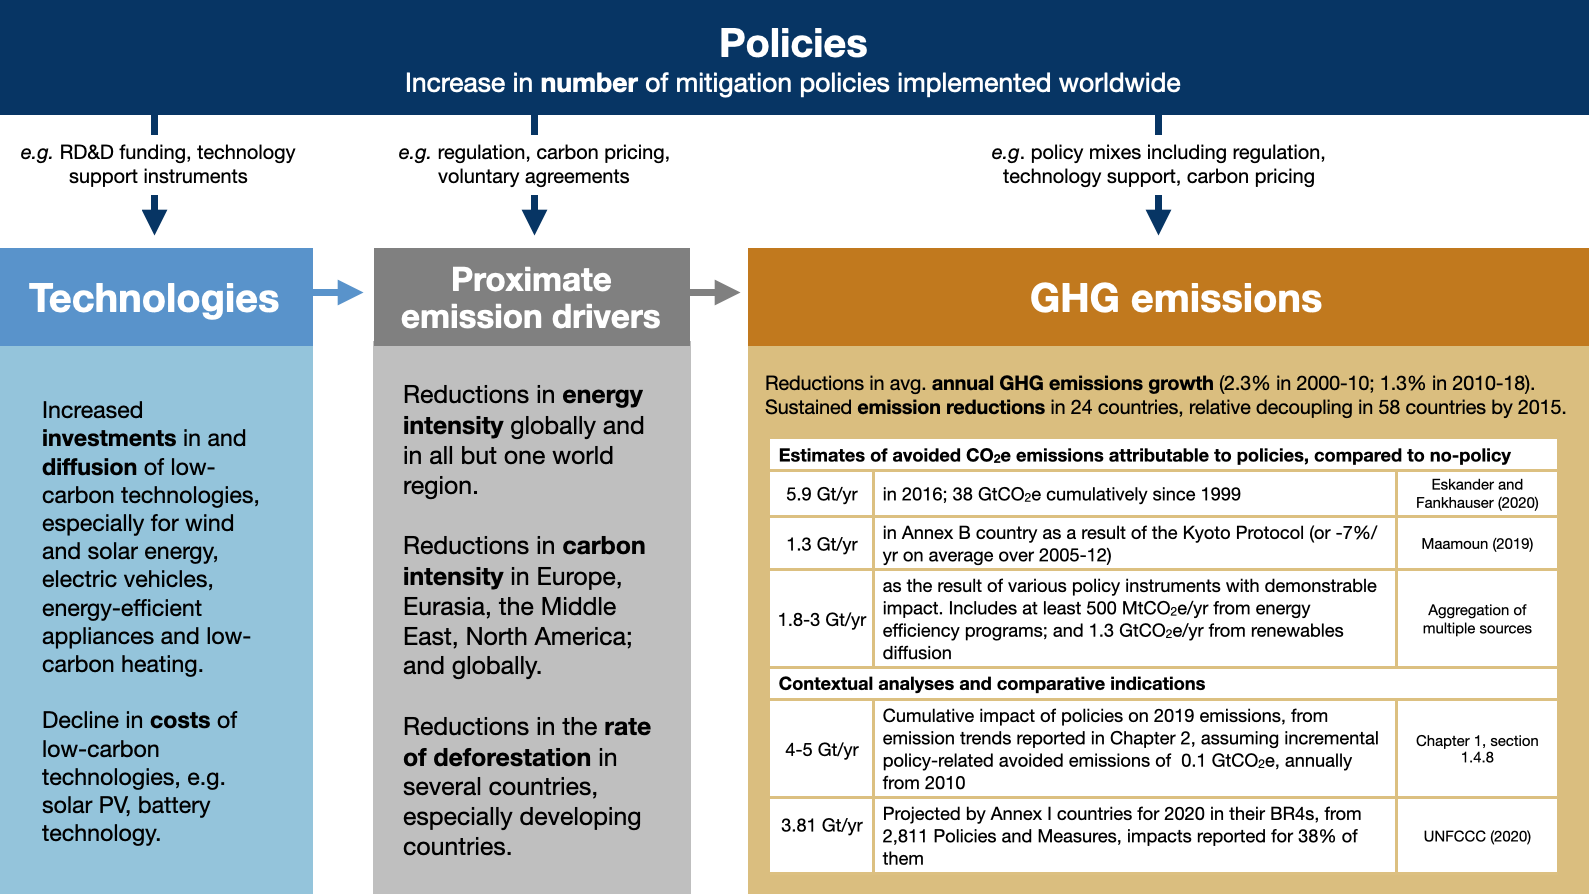 Policies
Increase in number of mitigation policies implemented worldwide
e.g. RD&D funding, technology
support instruments
e.g. regulation, carbon pricing,
voluntary agreements
e.g. policy mixes including regulation,
technology support, carbon pricing
Technologies
Increased
investments in and
diffusion of low-
carbon technologies,
especially for wind
and solar energy,
electric vehicles,
energy-efficient
appliances and low-
carbon heating.
Decline in costs of
low-carbon
technologies, e.g.
solar PV, battery
technology.
Proximate
emission drivers
Reductions in energy
intensity globally and
in all but one world
region.
Reductions in carbon
intensity in Europe,
Eurasia, the Middle
East, North America;
and globally.
Reductions in the rate
of deforestation in
several countries,
especially developing
countries.
GHG emissions
Reductions in avg. annual GHG emissions growth (2.3% in 2000-10; 1.3% in 2010-18).
Sustained emission reductions in 24 countries, relative decoupling in 58 countries by 2015.
Estimates of avoided CO₂e emissions attributable to policies, compared to no-policy
5.9 Gt/yr
in 2016; 38 GtCO₂e cumulatively since 1999
Eskander and
Fankhauser (2020)
1.3 Gt/yr
in Annex B country as a result of the Kyoto Protocol (or -7%/
yr on average over 2005-12)
Maamoun (2019)
1.8-3 Gt/yr
as the result of various policy instruments with demonstrable
impact. Includes at least 500 MtCO₂e/yr from energy
efficiency programs; and 1.3 GtCO₂e/yr from renewables
diffusion
Aggregation of
multiple sources
Contextual analyses and comparative indications
4-5 Gt/yr
Cumulative impact of policies on 2019 emissions, from
emission trends reported in Chapter 2, assuming incremental
policy-related avoided emissions of 0.1 GtCO₂e, annually
from 2010
Chapter 1, section
1.4.8
3.81 Gt/yr
Projected by Annex I countries for 2020 in their BR4s, from
2,811 Policies and Measures, impacts reported for 38% of
them
UNFCCC (2020)